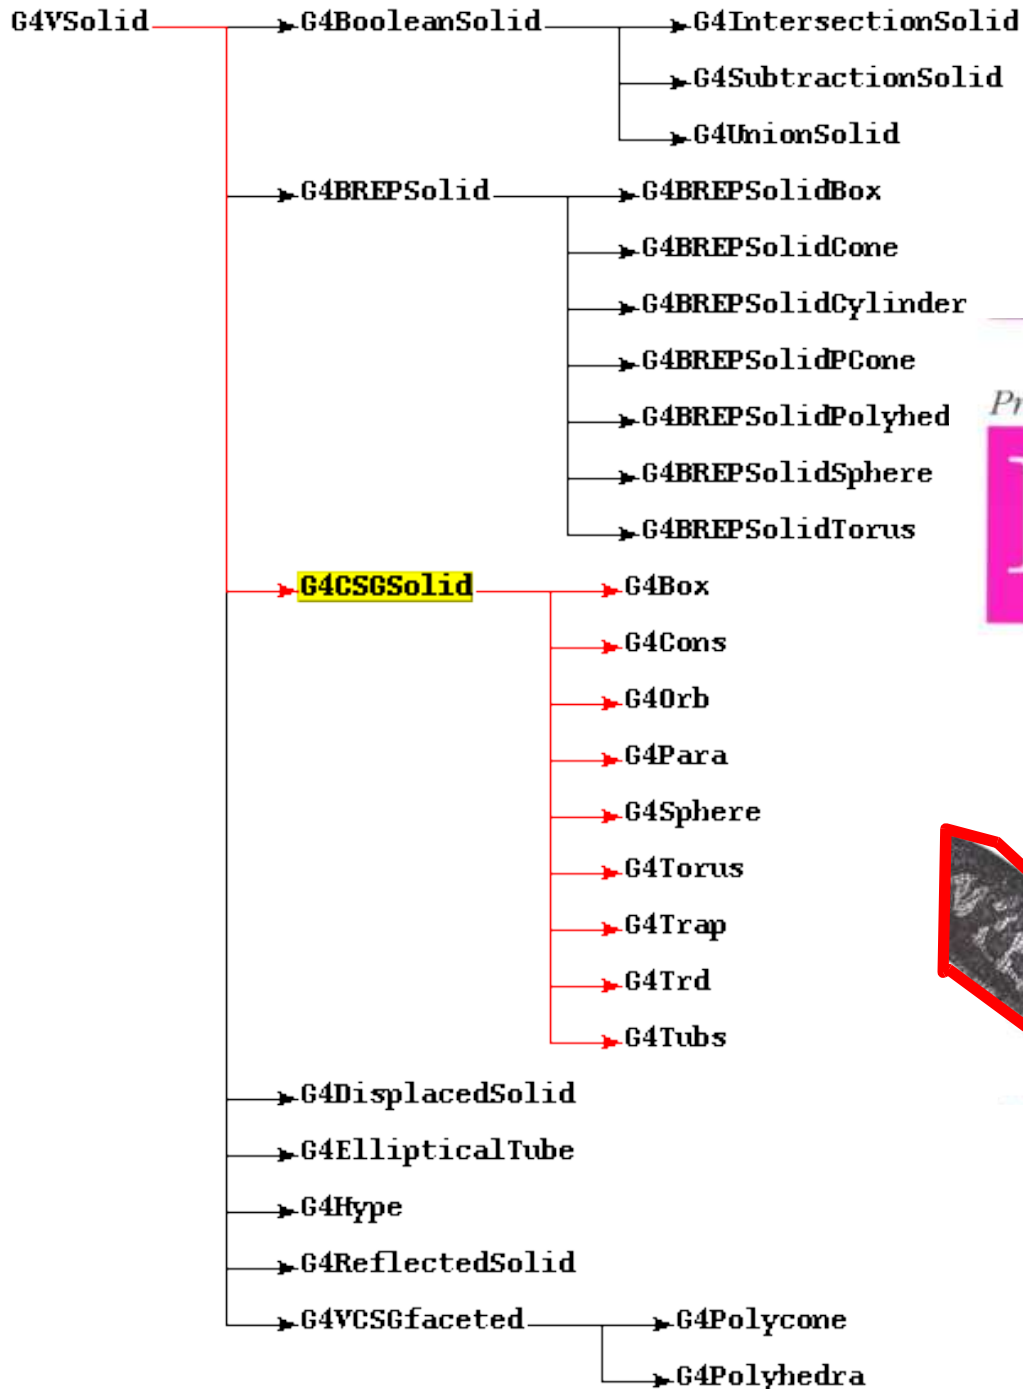 G4VSolid G4BooleanSolid G4IntersectionSolid
G4SubtractionSolid
G4UnionSolid
G4BREPSolid G4BREPSolidBox
G4BREPSolidCone
G4BREPSolidCylinder
G4BREPSolidPCone
G4BREPSolidPolyhed
G4BREPSolidSphere
G4BREPSolidTorus
G4CSGSolid G4Box
G4Cons
G4Orb
G4Para
G4Sphere
G4Torus
G4Trap
G4Trd
G4Tubs
G4DisplacedSolid
G4EllipticalTube
G4Hype
G4ReflectedSolid
G4VCSGfaceted G4Polycone
G4Polyhedra